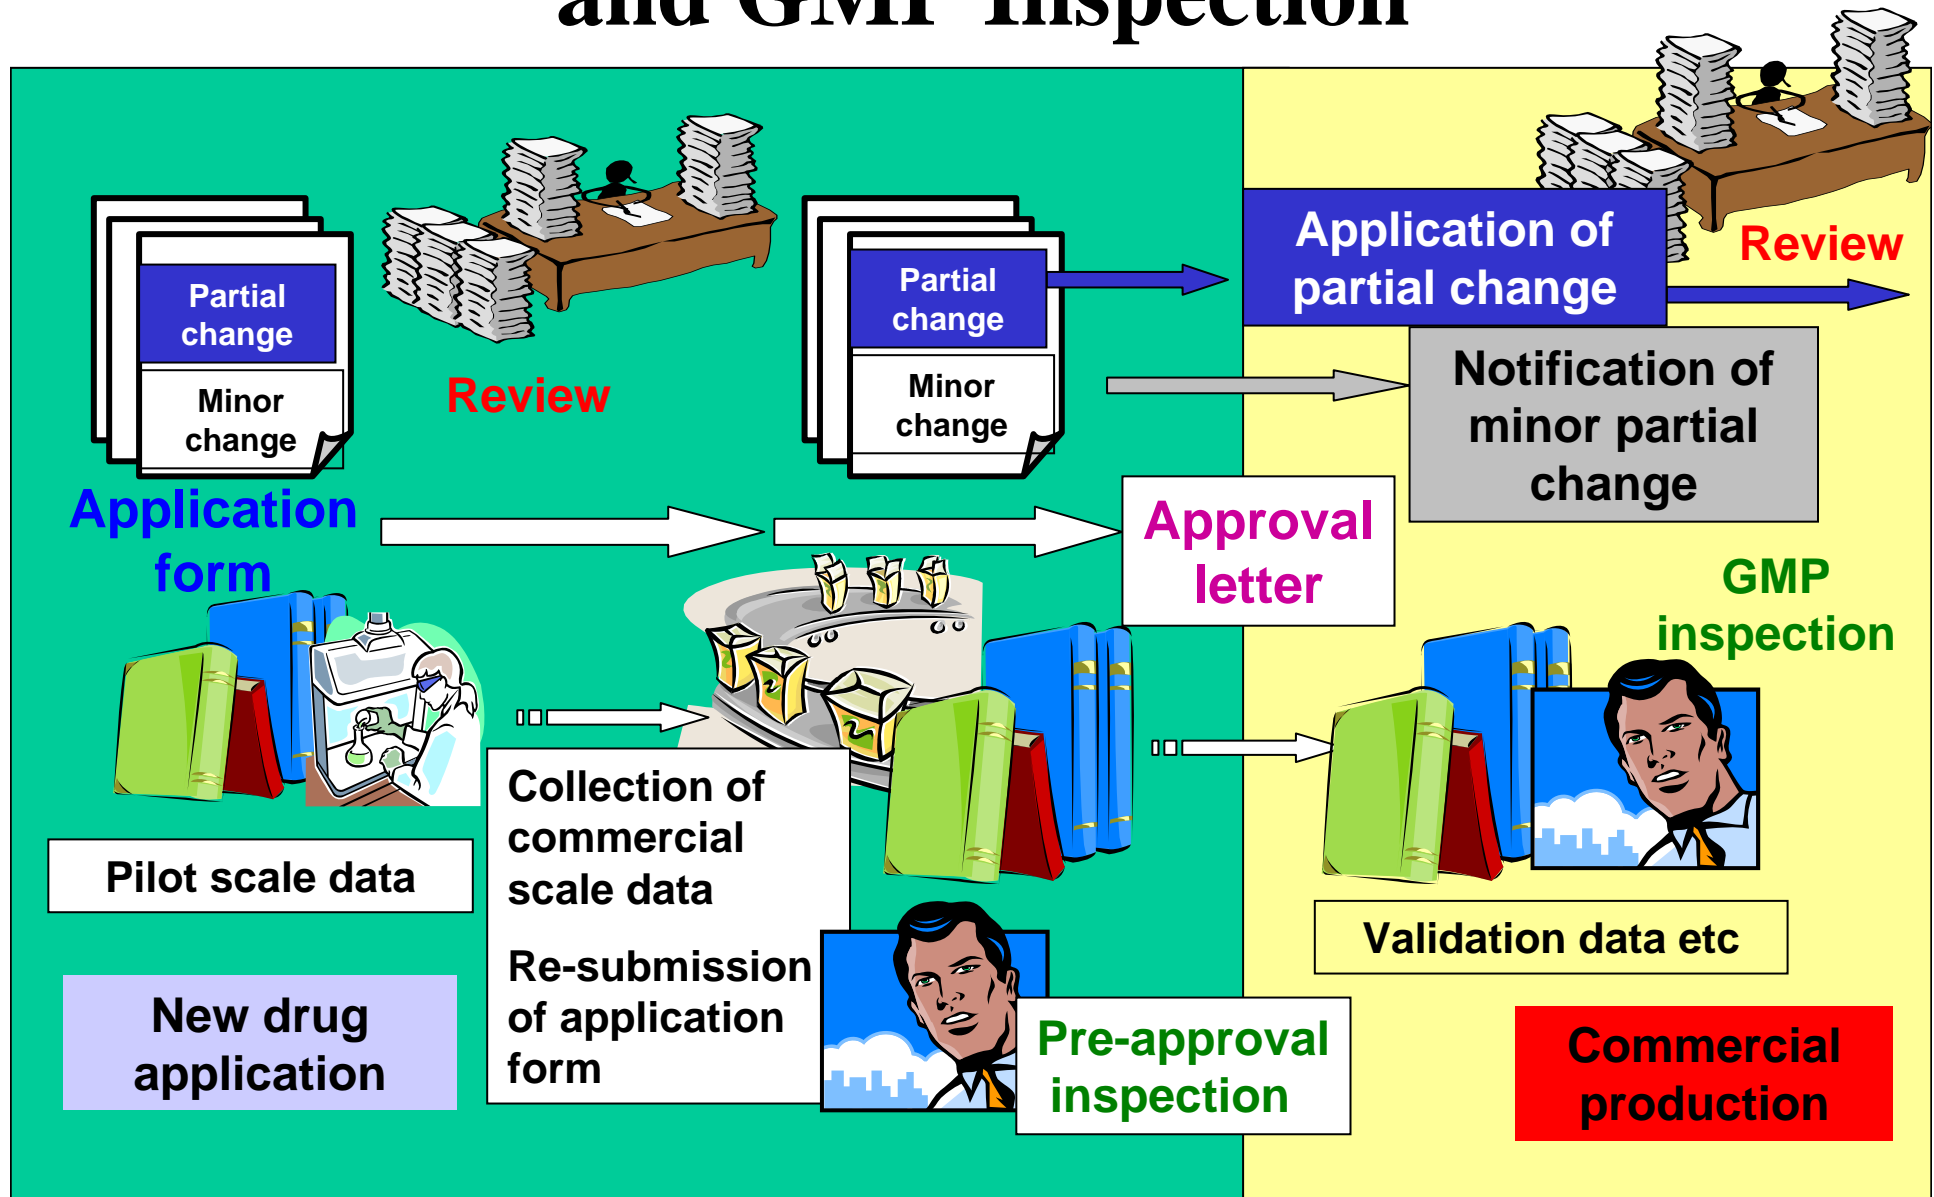 and GMP Inspection
Partial
change
Minor
change
Application
form
Review
Partial
change
Minor
change
Approval
letter
Application of
partial change
Review
Notification of
minor partial
change
GMP
inspection
Pilot scale data
Collection of
commercial
scale data
Re-submission
of application
form
Validation data etc
New drug
application
Pre-approval
inspection
Commercial
production